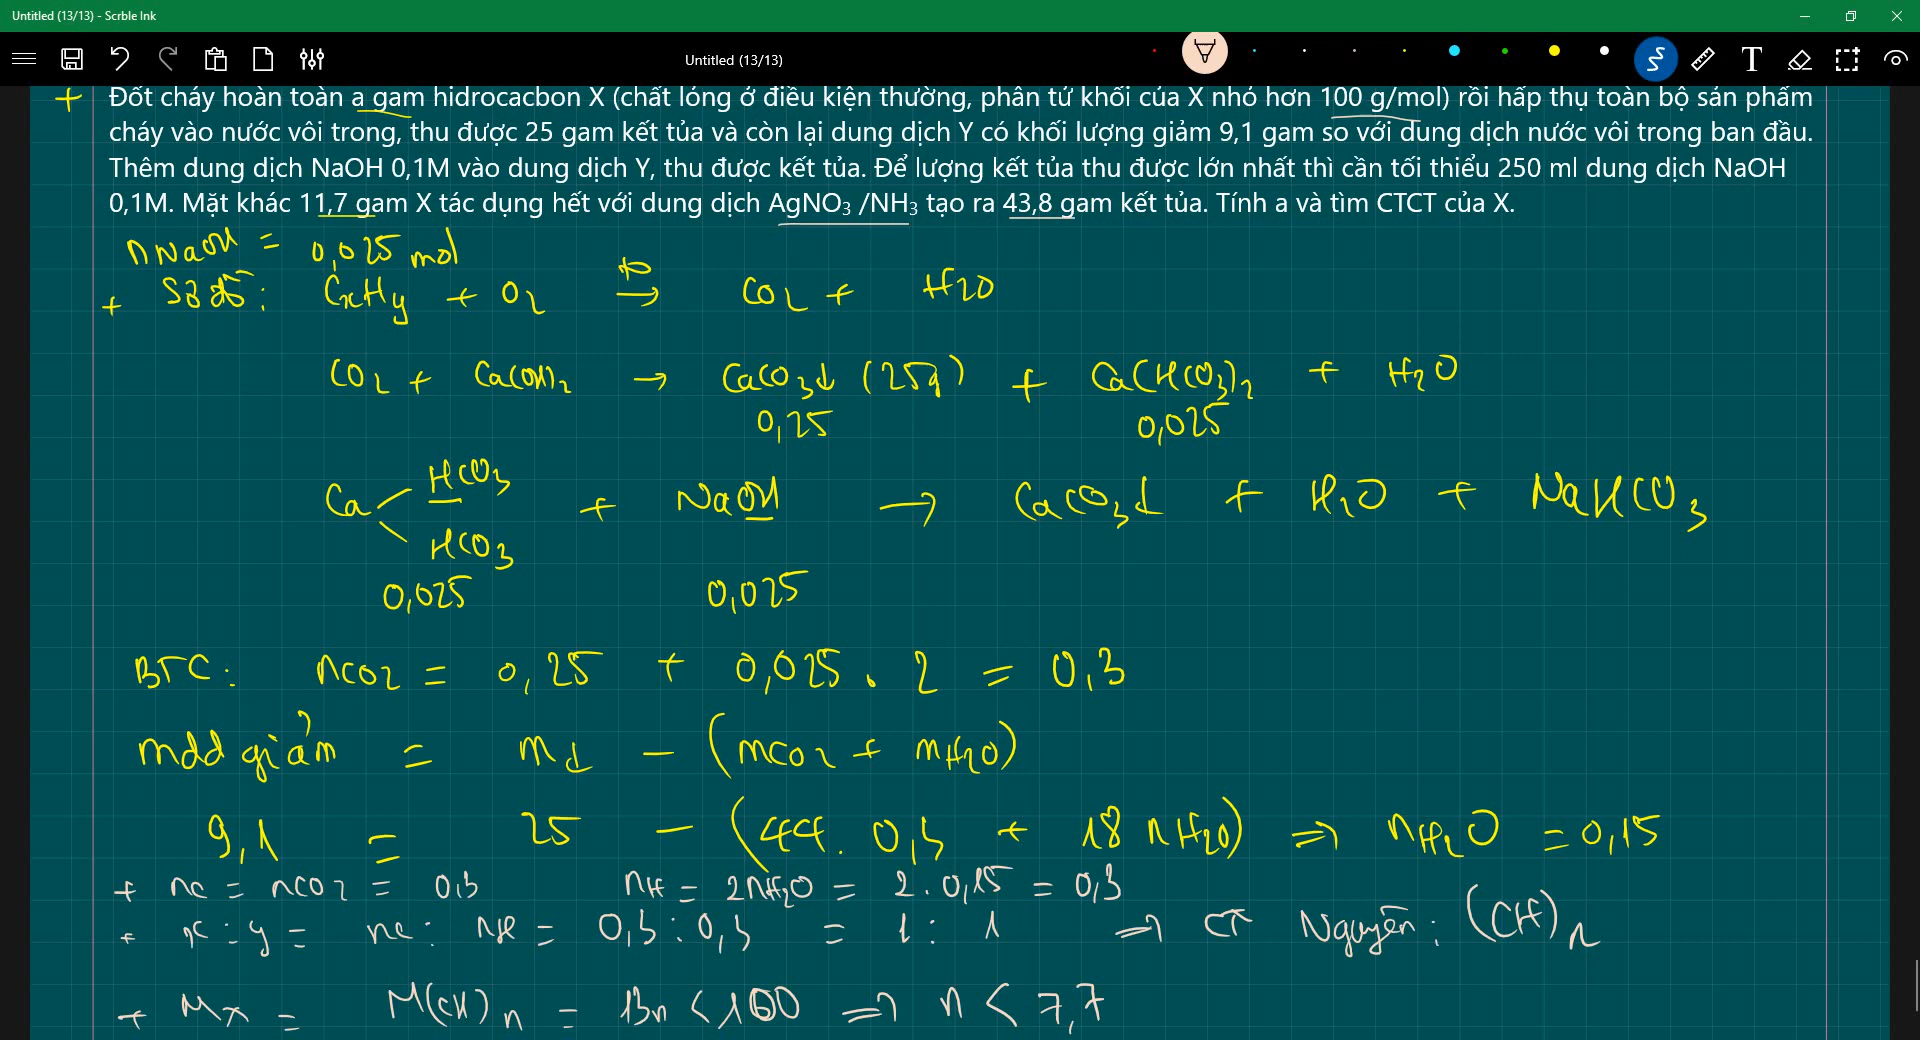 Untitled (13/13) - Scrble Ink
Untitled (13/13)
T
+ Đốt cháy hoàn toàn a gam hidrocacbon X (chất lỏng ở điều kiện thường, phân tử khối của X nhỏ hơn 100 g/mol) rồi hấp thụ toàn bộ sản phẩm
cháy vào nước vôi trong, thu được 25 gam kết tủa và còn lại dung dịch Y có khối lượng giảm 9,1 gam so với dung dịch nước vôi trong ban đầu.
Thêm dung dịch NaOH 0,1M vào dung dịch Y, thu được kết tủa. Để lượng kết tủa thu được lớn nhất thì cần tối thiểu 250 ml dung dịch NaOH
0,1M. Mặt khác 11,7 gam X tác dụng hết với dung dịch AgNO₃ /NH₃ tạo ra 43,8 gam kết tủa. Tính a và tìm CTCT của X.
nNaOH = 0,025 mol
+ Sơ đồ: CxHy + O2 →(t°) CO2 + H2O
CO2 + Ca(OH)2 → CaCO3↓ (25g) + Ca(HCO3)2 + H2O
0,25 0,025
Ca HCO3 HCO3 + NaOH → CaCO3↓ + H2O + NaHCO3
0,025 0,025
BTC: nCO2 = 0,25 + 0,025 . 2 = 0,3
mdd giảm = m↓ - (mCO2 + mH2O)
9,1 = 25 - (44. 0,3 + 18 nH2O) ⇒ nH2O = 0,15
+ nC = nCO2 = 0,3 nH = 2nH2O = 2. 0,15 = 0,3
+ x : y = nC : nH = 0,3 : 0,3 = 1 : 1 ⇒ CT Nguyên: (CH)n
+ MX = M(CH)n = 13n < 100 ⇒ n < 7,7